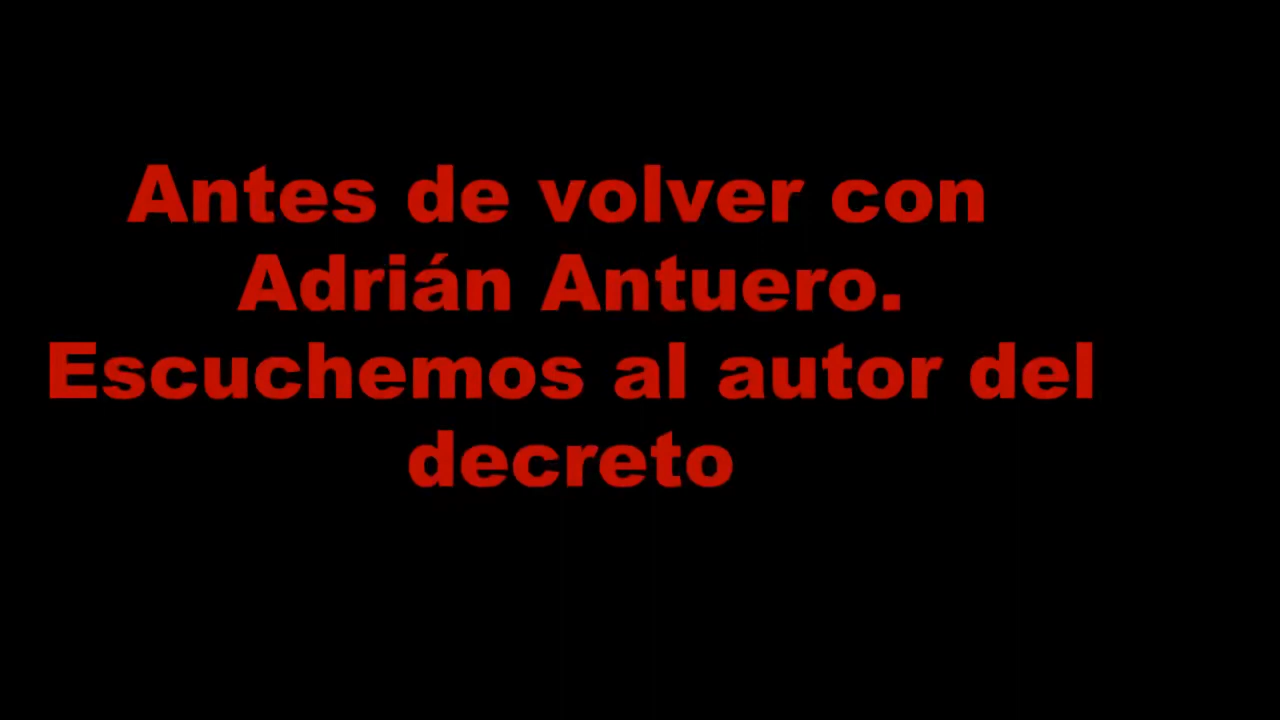 Antes de volver con
Adrián Antuero.
Escuchemos al autor del
decreto